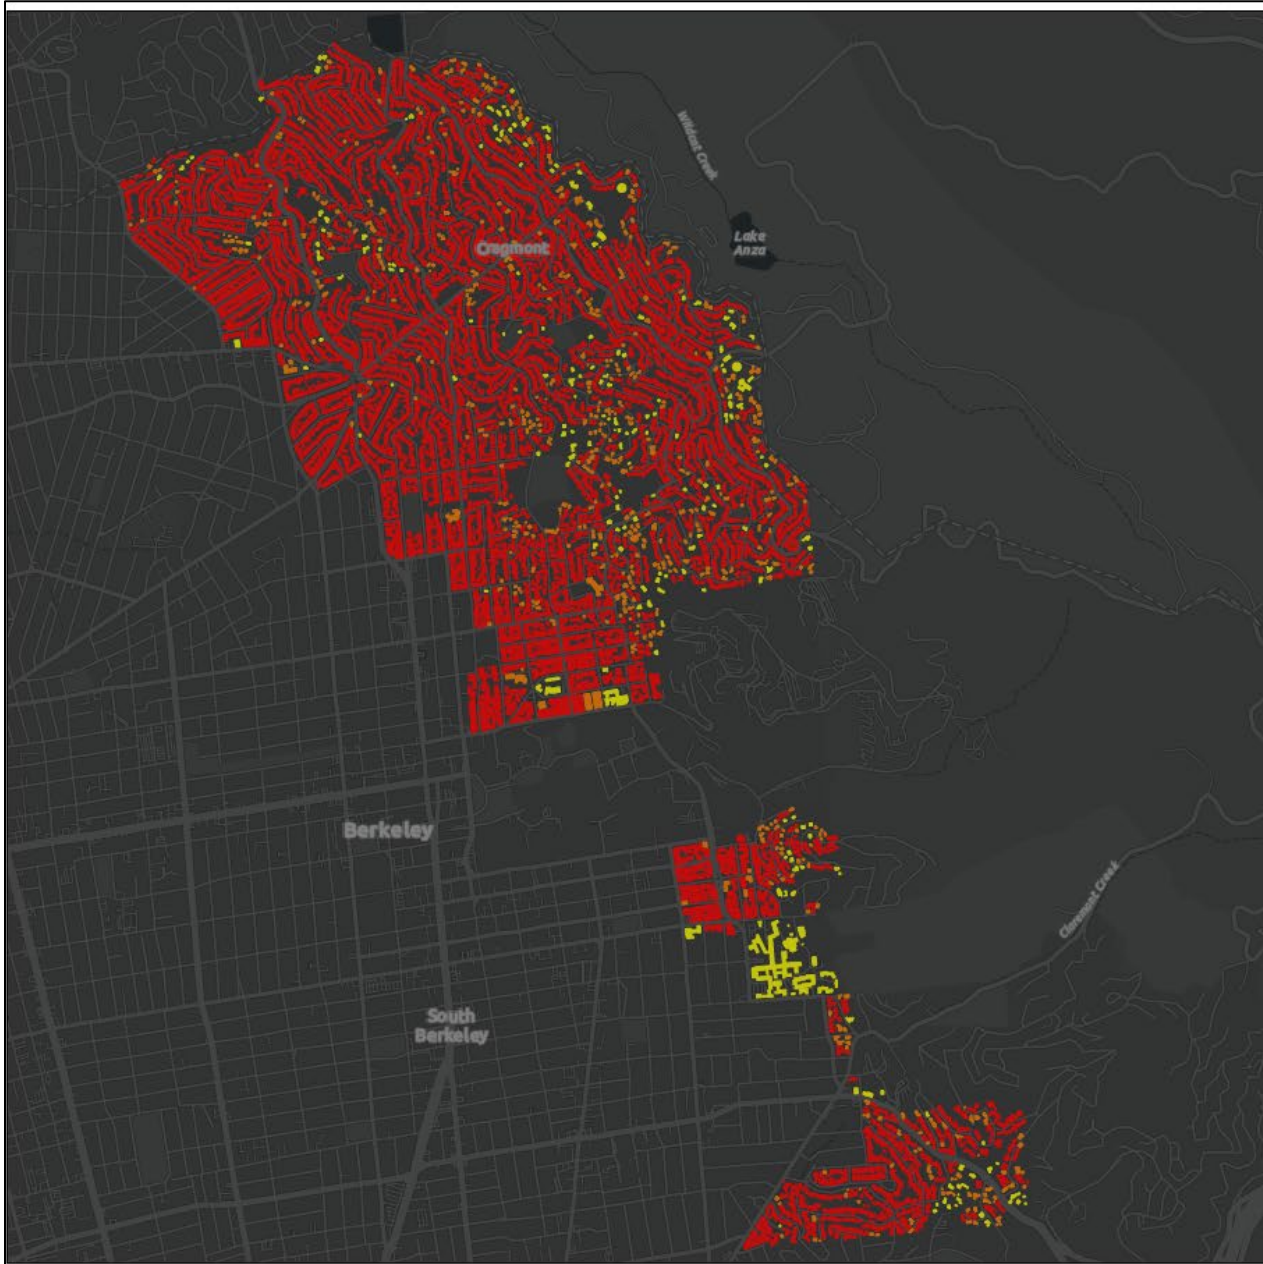 Wildcat Creek
Lake
Anza
Cragmont
Berkeley
Claremont Creek
South
Berkeley